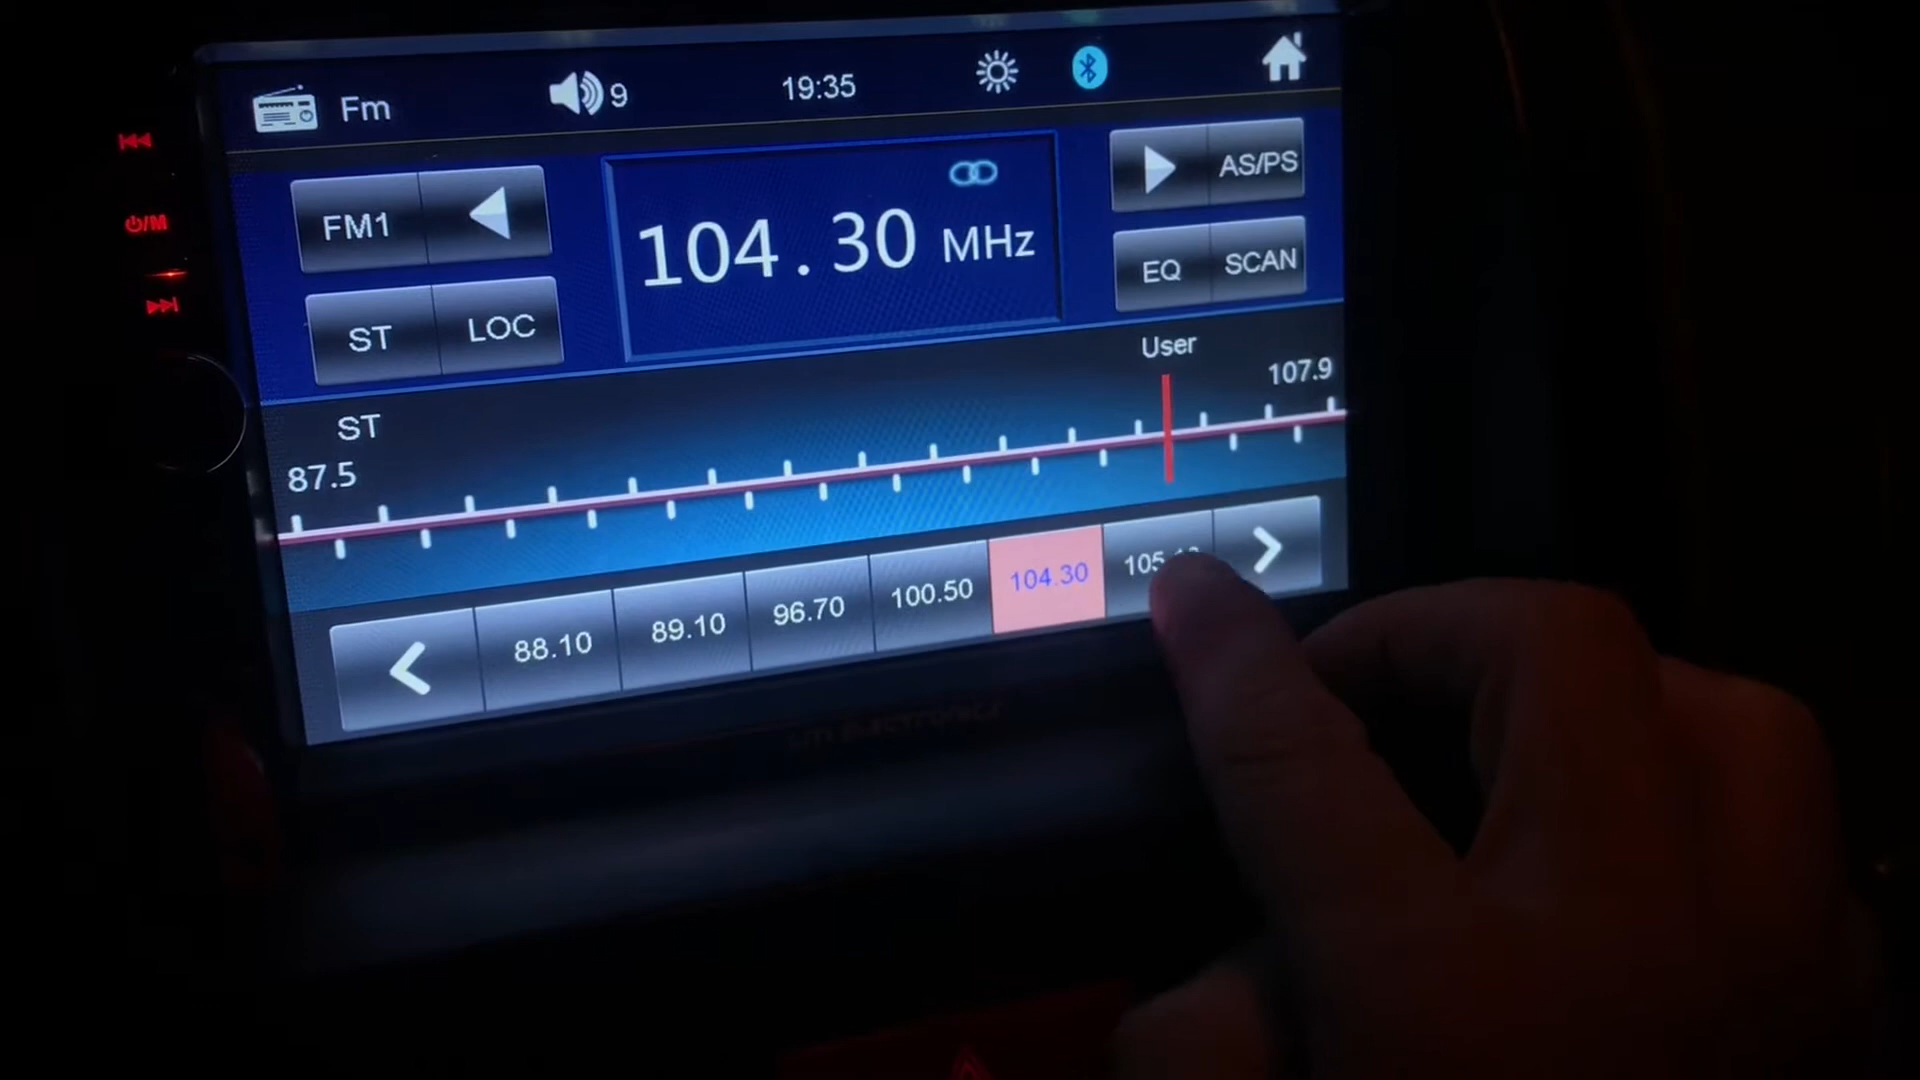 Fm 9 19:35
FM1 104.30 MHz AS/PS
ST LOC EQ SCAN
User
ST 107.9
87.5
88.10 89.10 96.70 100.50 104.30
/M